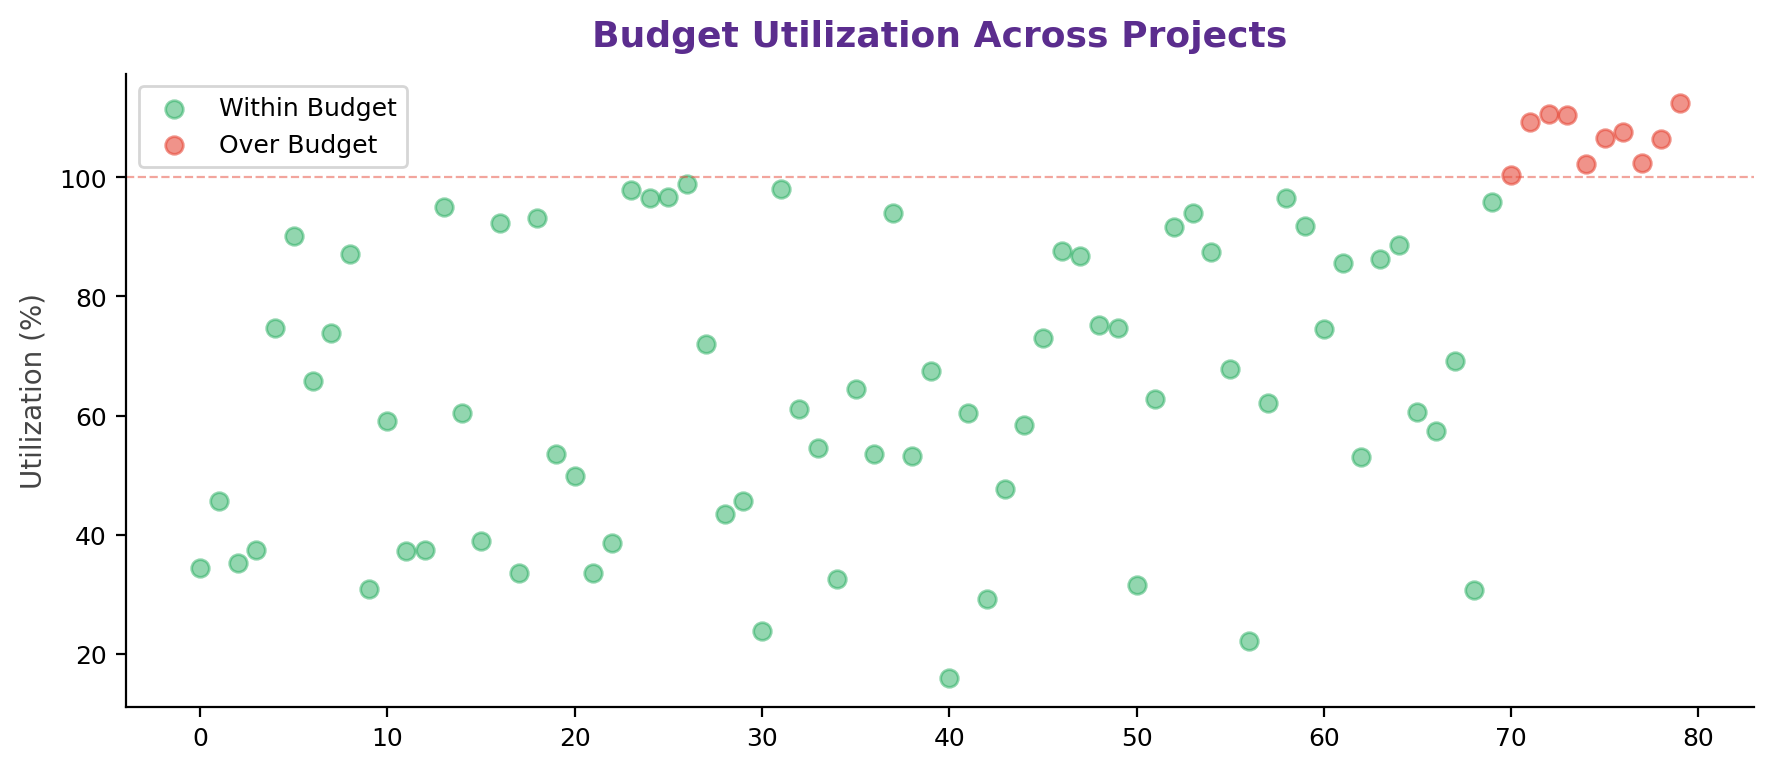 Budget Utilization Across Projects
Within Budget
Over Budget
Utilization (%)
100
80
60
40
20
0 10 20 30 40 50 60 70 80